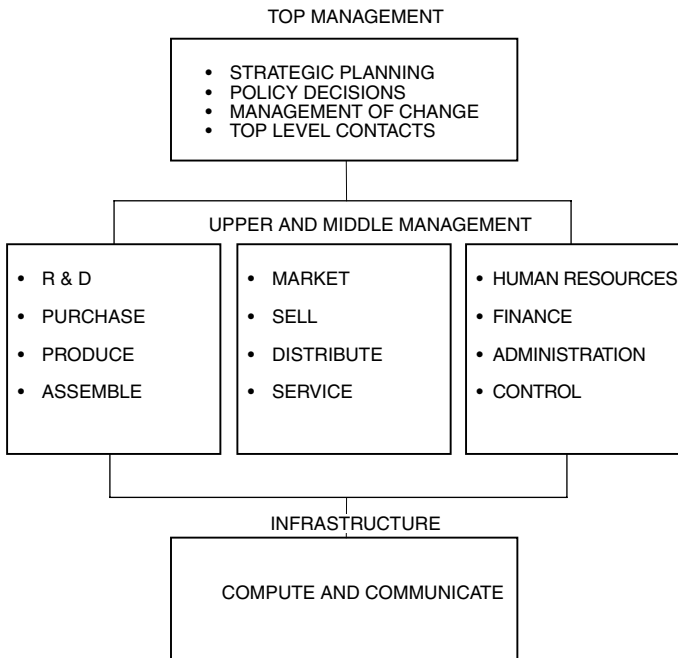 TOP MANAGEMENT
• STRATEGIC PLANNING
• POLICY DECISIONS
• MANAGEMENT OF CHANGE
• TOP LEVEL CONTACTS
UPPER AND MIDDLE MANAGEMENT
• R & D
• PURCHASE
• PRODUCE
• ASSEMBLE
• MARKET
• SELL
• DISTRIBUTE
• SERVICE
• HUMAN RESOURCES
• FINANCE
• ADMINISTRATION
• CONTROL
INFRASTRUCTURE
COMPUTE AND COMMUNICATE